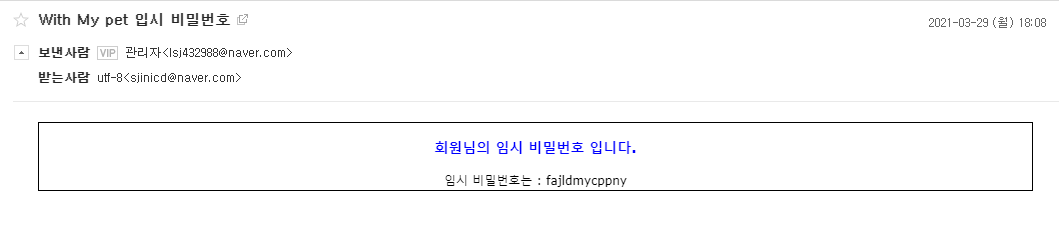 With My pet 임시 비밀번호
2021-03-29 (월) 18:08
보낸사람 VIP 관리자<lsj432988@naver.com>
받는사람 utf-8<sjinicd@naver.com>
회원님의 임시 비밀번호 입니다.
임시 비밀번호는 : fajldmycppny